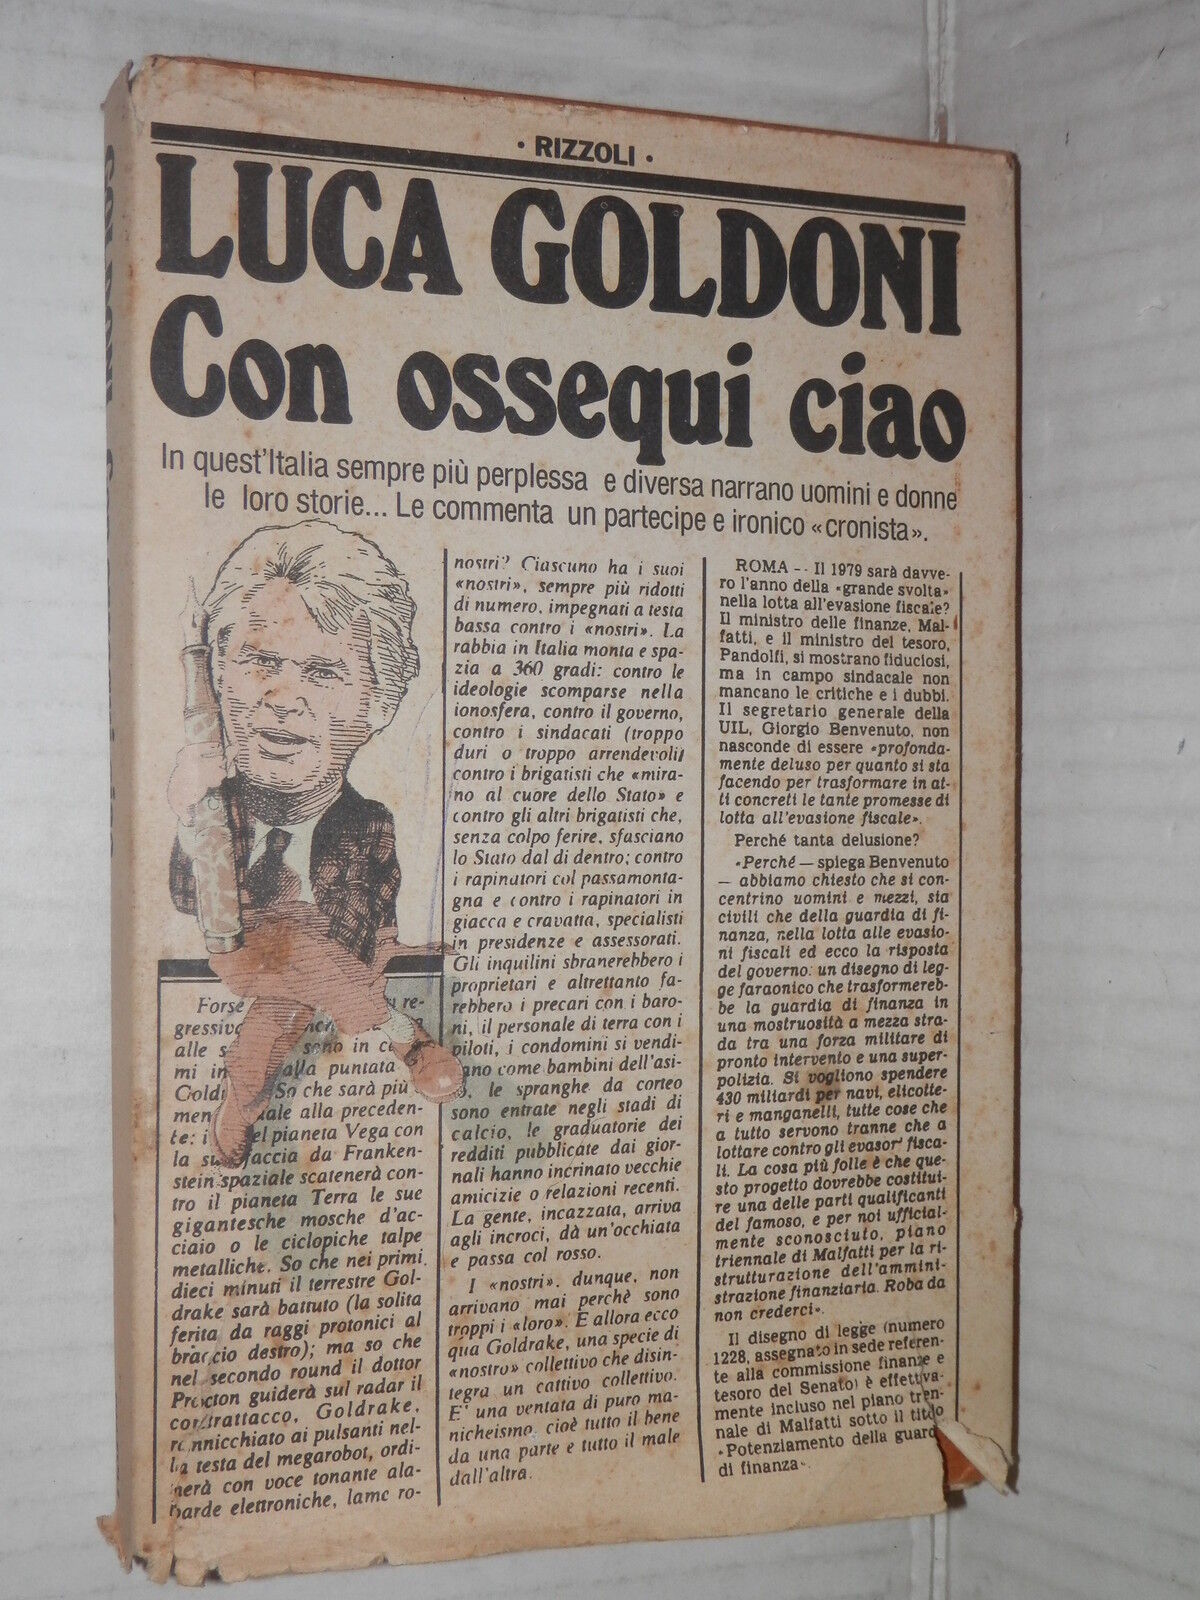 · RIZZOLI ·
LUCA GOLDONI
Con ossequi ciao
In quest'Italia sempre più perplessa e diversa narrano uomini e donne
le loro storie... Le commenta un partecipe e ironico «cronista».
Forse
gressivo
alle
mi in alla puntata
Gold So che sarà più
men alla preceden-
te: i el pianeta Vega con
la su faccia da Franken-
stein spaziale scatenerà con-
tro il pianeta Terra le sue
gigantesche mosche d'ac-
ciaio o le ciclopiche talpe
metalliche. So che nei primi
dieci minuti il terrestre Gol-
drake sarà battuto (la solita
ferita da raggi protonici al
braccio destro); ma so che
nel secondo round il dottor
Procton guiderà sul radar il
contrattacco, Goldrake,
rannicchiato ai pulsanti nel-
la testa del megarobot, ordi-
nerà con voce tonante ala-
barde elettroniche, lame ro-
nostri? Ciascuno ha i suoi
«nostri», sempre più ridotti
di numero, impegnati a testa
bassa contro i «nostri». La
rabbia in Italia monta e spa-
zia a 360 gradi: contro le
ideologie scomparse nella
ionosfera, contro il governo,
contro i sindacati (troppo
duri o troppo arrendevoli)
contro i brigatisti che «mira-
no al cuore dello Stato» e
contro gli altri brigatisti che,
senza colpo ferire, sfasciano
lo Stato dal di dentro; contro
i rapinatori col passamonta-
gna e contro i rapinatori in
giacca e cravatta, specialisti
in presidenze e assessorati.
Gli inquilini sbranerebbero i
proprietari e altrettanto fa-
rebbero i precari con i baro-
ni, il personale di terra con i
piloti, i condomini si vendi-
cano come bambini dell'asi-
lo, le spranghe da corteo
sono entrate negli stadi di
calcio, le graduatorie dei
redditi pubblicate dai gior-
nali hanno incrinato vecchie
amicizie o relazioni recenti.
La gente, incazzata, arriva
agli incroci, dà un'occhiata
e passa col rosso.
I «nostri», dunque, non
arrivano mai perchè sono
troppi i «loro». E allora ecco
qua Goldrake, una specie di
«nostro» collettivo che disin-
tegra un cattivo collettivo.
E' una ventata di puro ma-
nicheismo, cioè tutto il bene
da una parte e tutto il male
dall'altra.
ROMA -- Il 1979 sarà davve-
ro l'anno della «grande svolta»
nella lotta all'evasione fiscale?
Il ministro delle finanze, Mal-
fatti, e il ministro del tesoro,
Pandolfi, si mostrano fiduciosi,
ma in campo sindacale non
mancano le critiche e i dubbi.
Il segretario generale della
UIL, Giorgio Benvenuto, non
nasconde di essere «profonda-
mente deluso per quanto si sta
facendo per trasformare in at-
ti concreti le tante promesse di
lotta all'evasione fiscale».
Perché tanta delusione?
«Perché — spiega Benvenuto
— abbiamo chiesto che si con-
centrino uomini e mezzi, sia
civili che della guardia di fi-
nanza, nella lotta alle evasio-
ni fiscali ed ecco la risposta
del governo: un disegno di leg-
ge faraonico che trasformereb-
be la guardia di finanza in
una mostruosità a mezza stra-
da tra una forza militare di
pronto intervento e una super-
polizia. Si vogliono spendere
430 miliardi per navi, elicotte-
ri e manganelli, tutte cose che
a tutto servono tranne che a
lottare contro gli evasori fisca-
li. La cosa più folle è che que-
sto progetto dovrebbe costitui-
re una delle parti qualificanti
del famoso, e per noi ufficial-
mente sconosciuto, piano
triennale di Malfatti per la ri-
strutturazione dell'ammini-
strazione finanziaria. Roba da
non crederci».
Il disegno di legge (numero
1228, assegnato in sede referen-
te alla commissione finanze e
tesoro del Senato) è effettiva-
mente incluso nel piano trien-
nale di Malfatti sotto il titolo
«Potenziamento della guard
di finanza».